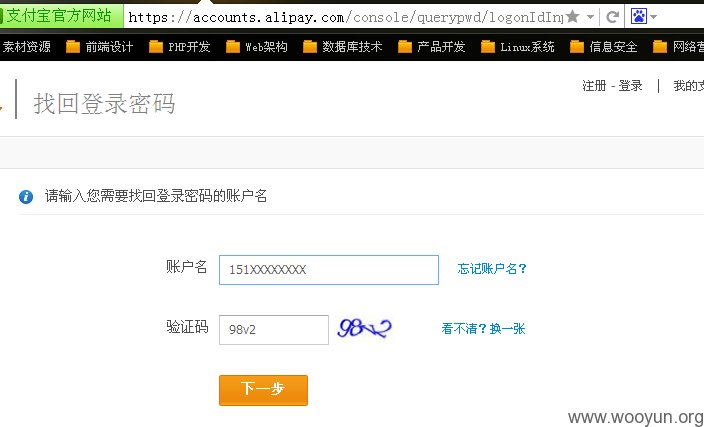 支付宝官方网站 https://accounts.alipay.com/console/querypwd/logonIdInp
素材资源 前端设计 PHP开发 Web架构 数据库技术 产品开发 Linux系统 信息安全 网络营
注册 - 登录 | 我的支
找回登录密码
请输入您需要找回登录密码的账户名
账户名 151XXXXXXXX 忘记账户名?
验证码 98v2 98v2 看不清?换一张
下一步
www.wooyun.org